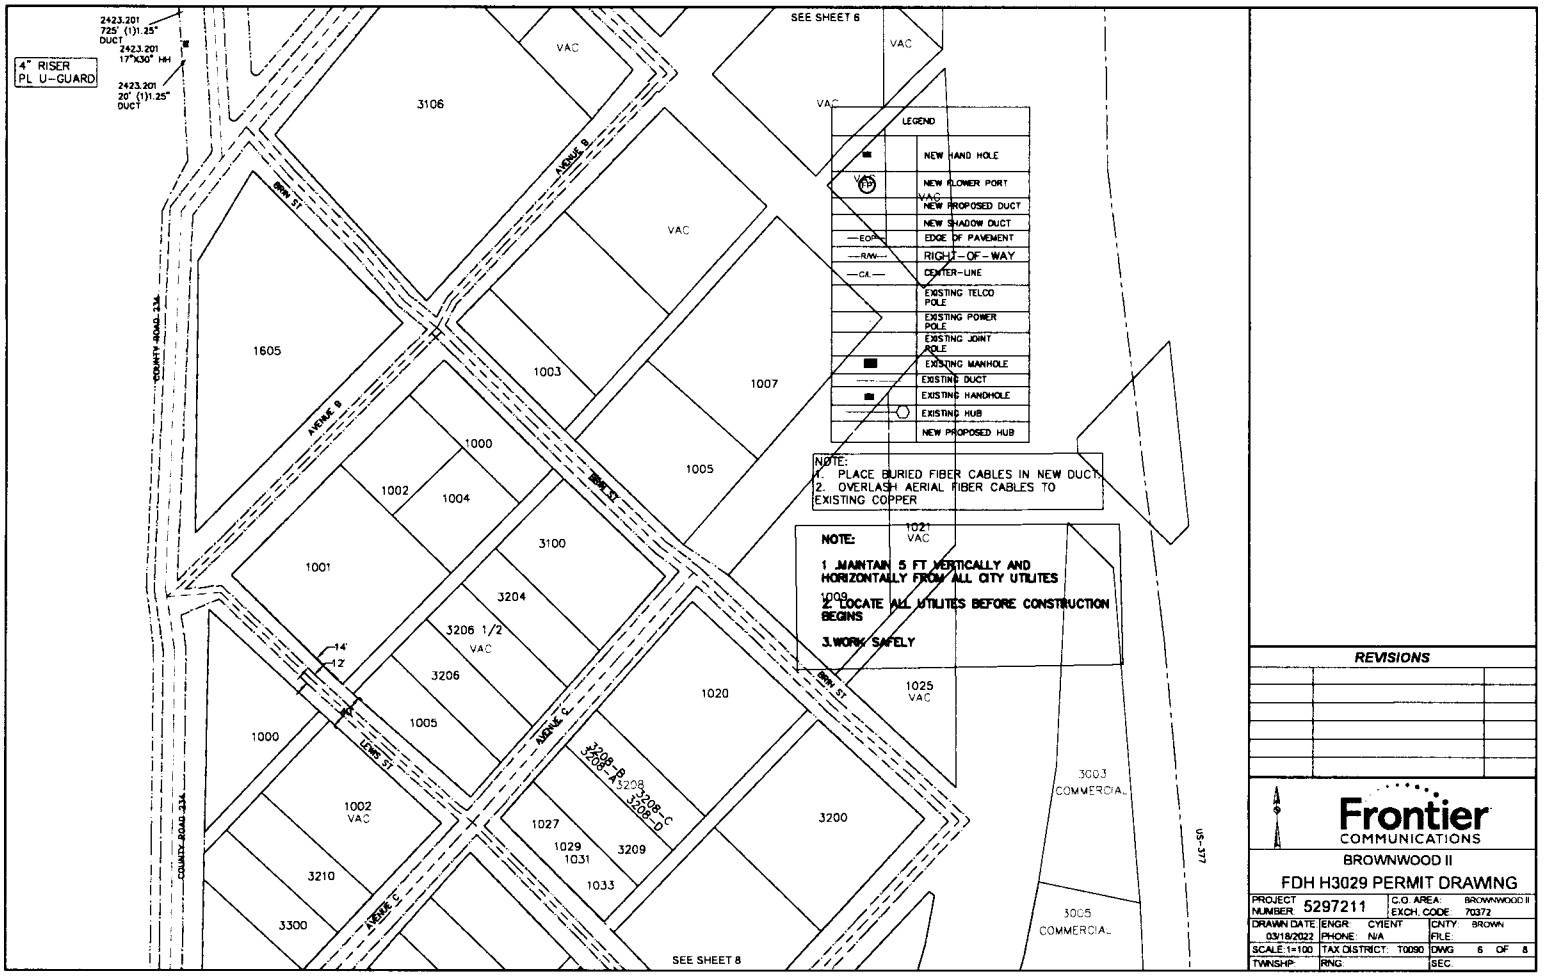 2423.201
725' (1)1.25"
DUCT
2423.201
17"X30" HH
4" RISER
PL U-GUARD
2423.201
20' (1)1.25"
DUCT
SEE SHEET 6
VAC
VAC
3106
VAC
AVENUE B
BRIN ST
VAC
COUNTY ROAD 234
1605
1003
1007
AVENUE B
1000
1005
1002
1004
BRIN ST
3100
1001
3204
3206 1/2
VAC
14'
12'
3206
40'
1005
1020
BRIN ST
LEWIS ST
AVENUE C
1000
3208-B
3208-A
3208
3208-C
3208-D
1002
VAC
1027
1029
1031
3209
1033
3200
COUNTY ROAD 234
3210
3300
AVENUE C
SEE SHEET 8
LEGEND
NEW HAND HOLE
VAC
FP
NEW FLOWER PORT
VAC
NEW PROPOSED DUCT
NEW SHADOW DUCT
EOP
EDGE OF PAVEMENT
R/W
RIGHT-OF-WAY
C/L
CENTER-LINE
EXISTING TELCO
POLE
EXISTING POWER
POLE
EXISTING JOINT
POLE
EXISTING MANHOLE
EXISTING DUCT
EXISTING HANDHOLE
EXISTING HUB
NEW PROPOSED HUB
NOTE:
1. PLACE BURIED FIBER CABLES IN NEW DUCT
2. OVERLASH AERIAL FIBER CABLES TO
EXISTING COPPER
1021
VAC
NOTE:
1 .MAINTAIN 5 FT VERTICALLY AND
HORIZONTALLY FROM ALL CITY UTILITES
1009
2. LOCATE ALL UTILITES BEFORE CONSTRUCTION
BEGINS
3.WORK SAFELY
1025
VAC
3003
COMMERCIAL
US-377
3005
COMMERCIAL
REVISIONS
Frontier
COMMUNICATIONS
BROWNWOOD II
FDH H3029 PERMIT DRAWING
PROJECT NUMBER: 5297211 C.O. AREA: BROWNWOOD II
EXCH. CODE: 70372
DRAWN DATE 03/18/2022 ENGR: CYIENT CNTY: BROWN
PHONE: N/A FILE:
SCALE:1=100 TAX DISTRICT: T0090 DWG 6 OF 8
TWNSHP: RNG: SEC: